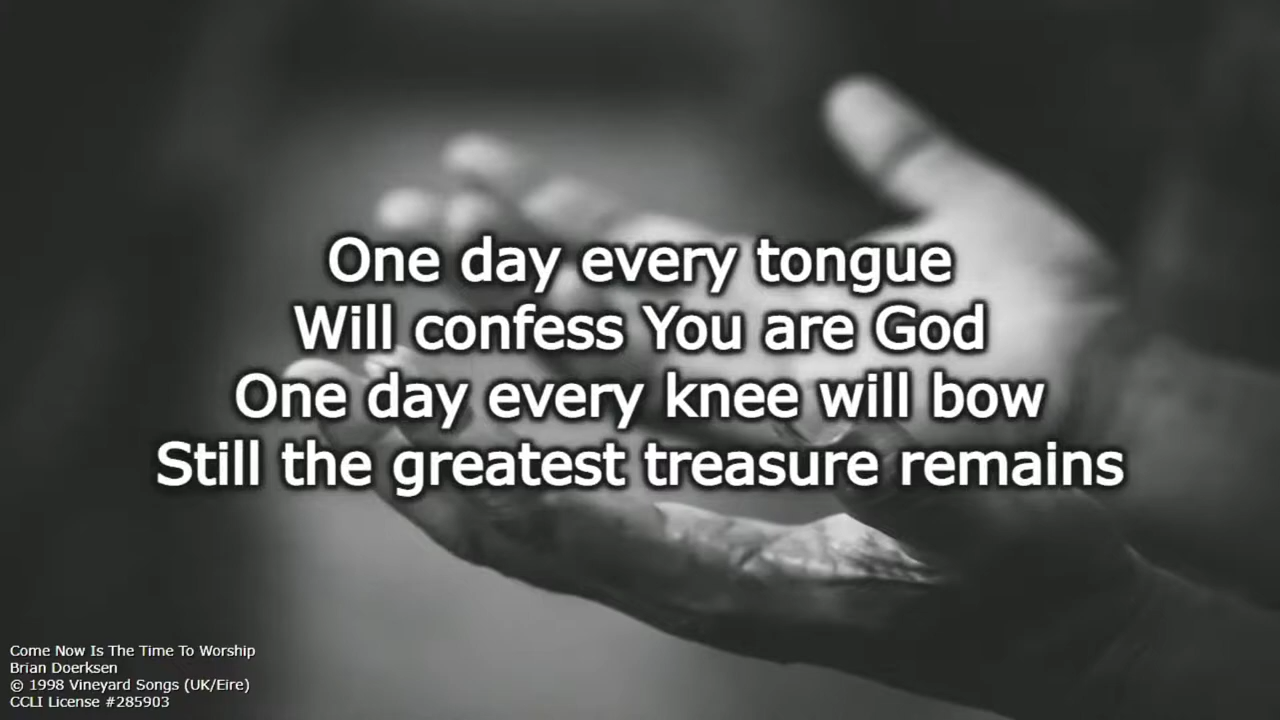 One day every tongue
Will confess You are God
One day every knee will bow
Still the greatest treasure remains
Come Now Is The Time To Worship
Brian Doerksen
© 1998 Vineyard Songs (UK/Eire)
CCLI License #285903